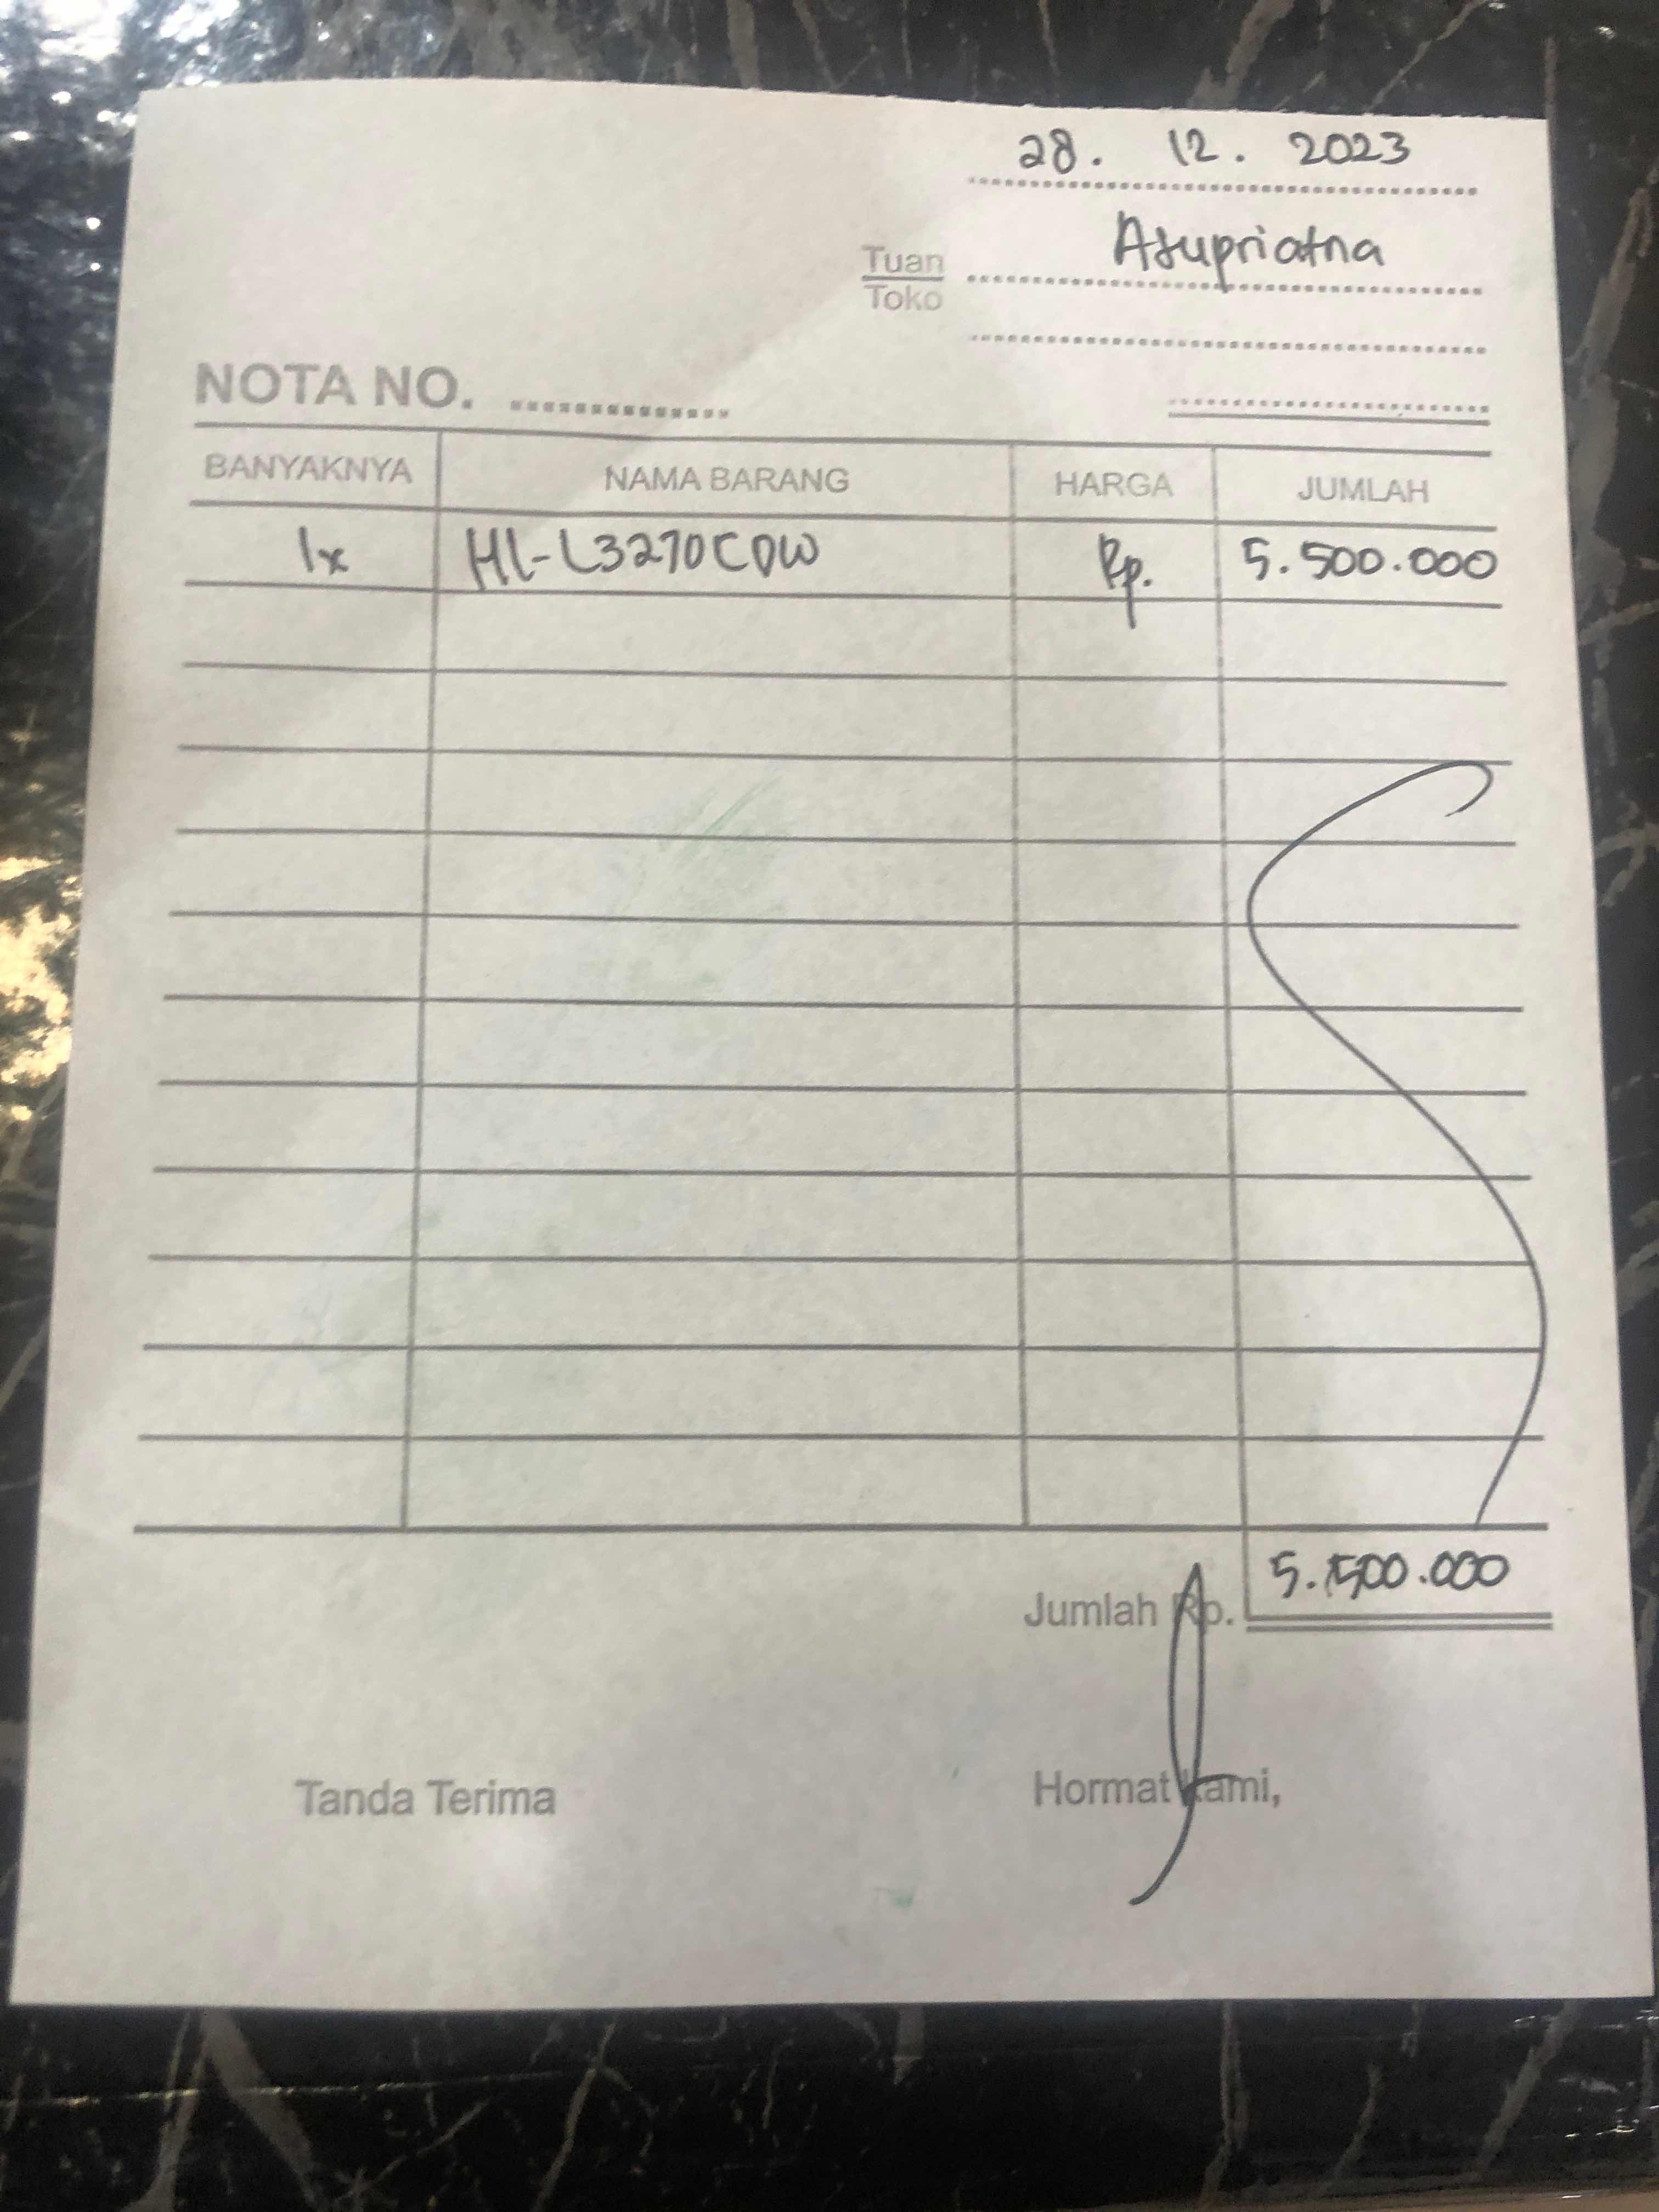 28. 12. 2023
Tuan Asupriatna
Toko
NOTA NO.
BANYAKNYA NAMA BARANG HARGA JUMLAH
1x HL-L3270CDW Rp. 5.500.000
Jumlah Rp. 5.500.000
Tanda Terima Hormat kami,